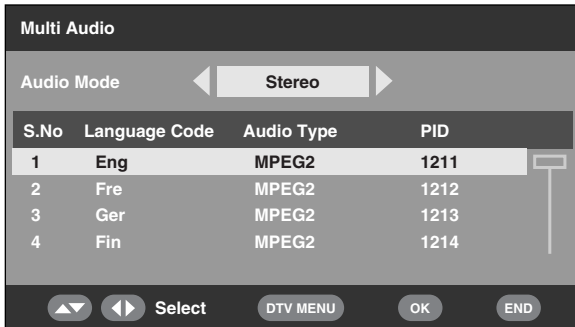 Multi Audio
Audio Mode Stereo
S.No Language Code Audio Type PID
1 Eng MPEG2 1211
2 Fre MPEG2 1212
3 Ger MPEG2 1213
4 Fin MPEG2 1214
Select DTV MENU OK END